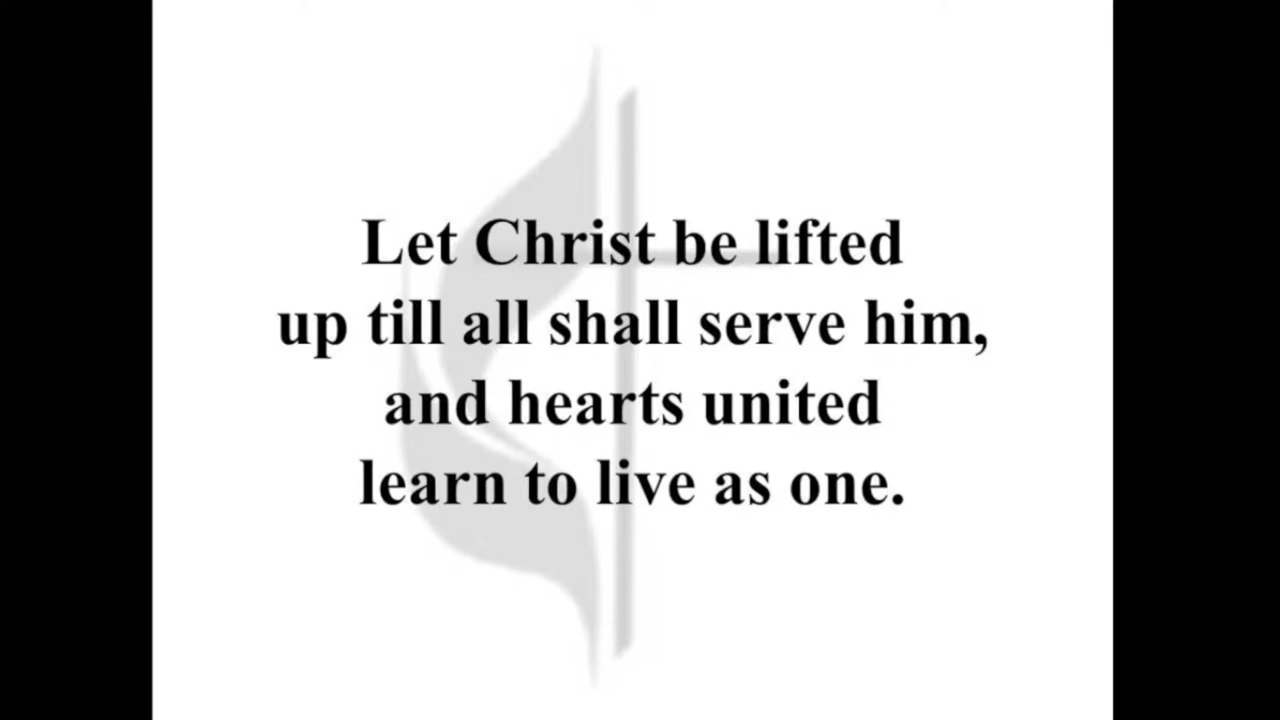 Let Christ be lifted
up till all shall serve him,
and hearts united
learn to live as one.